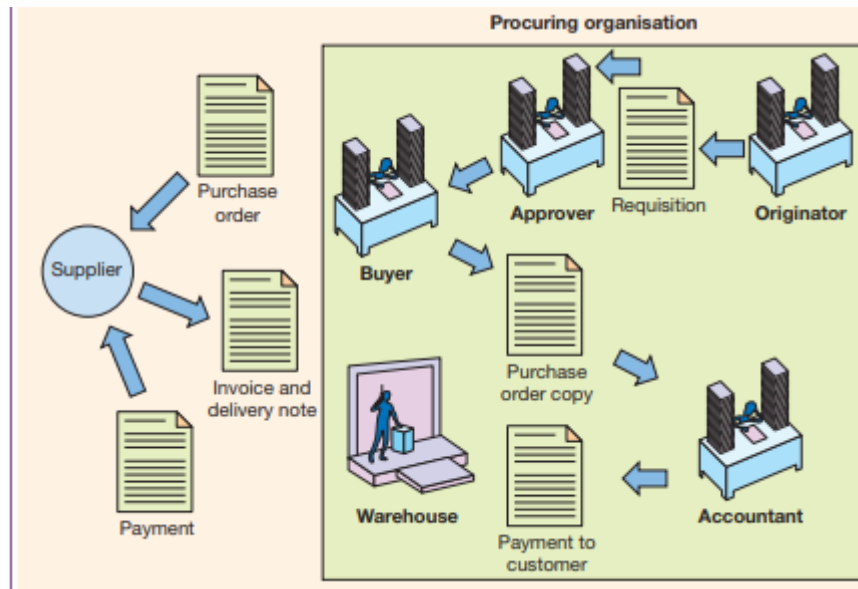 Procuring organisation
Purchase
order
Supplier
Invoice and
delivery note
Payment
Approver
Requisition
Originator
Buyer
Purchase
order copy
Warehouse
Accountant
Payment to
customer